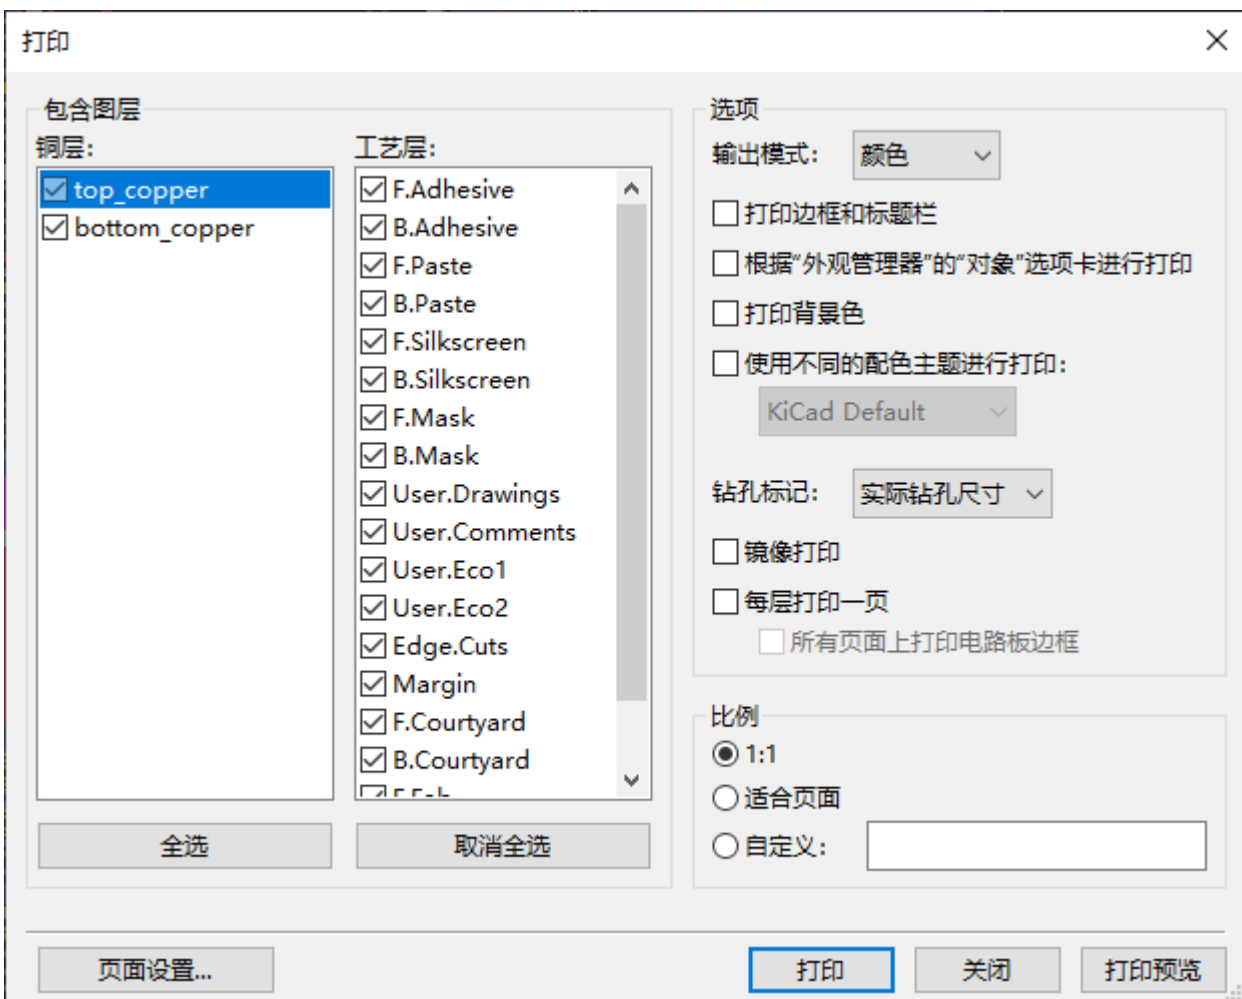 打印
包含图层
铜层:
top_copper
bottom_copper
工艺层:
F.Adhesive
B.Adhesive
F.Paste
B.Paste
F.Silkscreen
B.Silkscreen
F.Mask
B.Mask
User.Drawings
User.Comments
User.Eco1
User.Eco2
Edge.Cuts
Margin
F.Courtyard
B.Courtyard
F.Fab
全选
取消全选
选项
输出模式: 颜色
打印边框和标题栏
根据“外观管理器”的“对象”选项卡进行打印
打印背景色
使用不同的配色主题进行打印:
KiCad Default
钻孔标记: 实际钻孔尺寸
镜像打印
每层打印一页
所有页面上打印电路板边框
比例
1:1
适合页面
自定义:
页面设置...
打印
关闭
打印预览